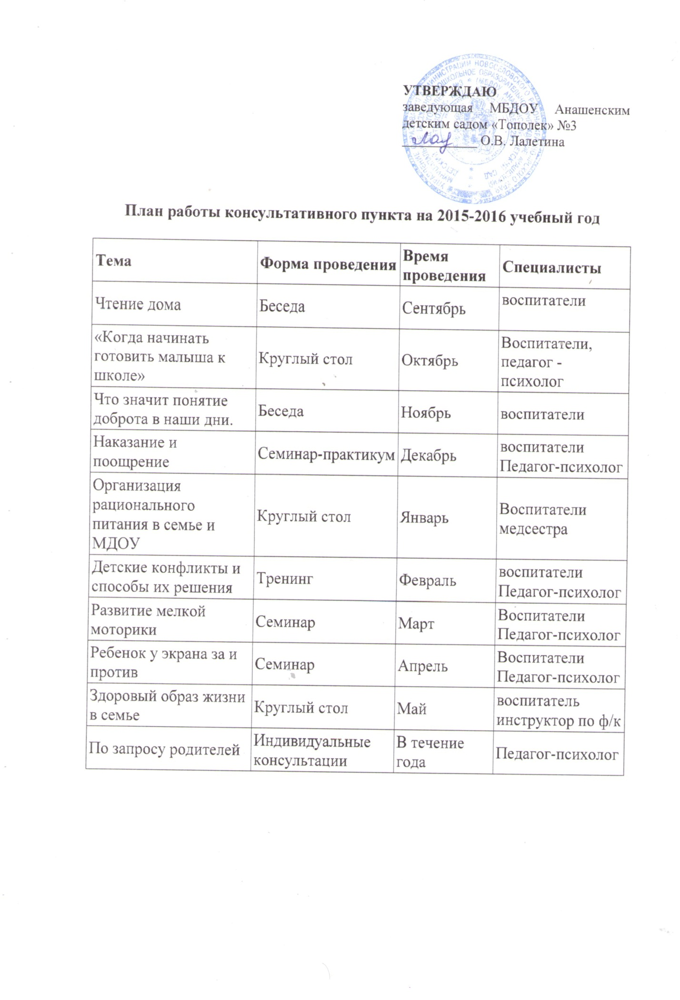 УТВЕРЖДАЮ
заведующая МБДОУ Анашенским
детским садом «Тополек» №3
О.В. Лалетина
План работы консультативного пункта на 2015-2016 учебный год
Тема
Форма проведения
Время
проведения
Специалисты
Чтение дома
Беседа
Сентябрь
воспитатели
«Когда начинать
готовить малыша к
школе»
Круглый стол
Октябрь
Воспитатели,
педагог -
психолог
Что значит понятие
доброта в наши дни.
Беседа
Ноябрь
воспитатели
Наказание и
поощрение
Семинар-практикум
Декабрь
воспитатели
Педагог-психолог
Организация
рационального
питания в семье и
МДОУ
Круглый стол
Январь
Воспитатели
медсестра
Детские конфликты и
способы их решения
Тренинг
Февраль
воспитатели
Педагог-психолог
Развитие мелкой
моторики
Семинар
Март
Воспитатели
Педагог-психолог
Ребенок у экрана за и
против
Семинар
Апрель
Воспитатели
Педагог-психолог
Здоровый образ жизни
в семье
Круглый стол
Май
воспитатель
инструктор по ф/к
По запросу родителей
Индивидуальные
консультации
В течение
года
Педагог-психолог